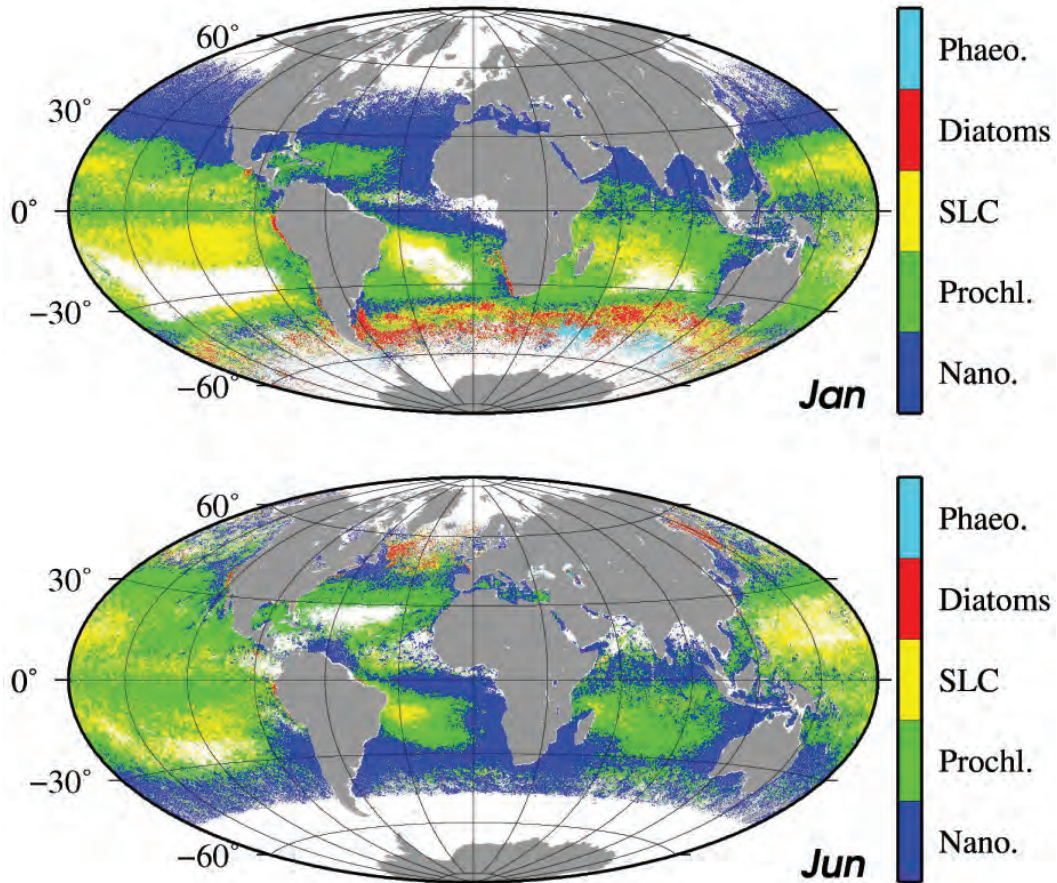 60°
30°
0°
−30°
−60°
Jan
Phaeo.
Diatoms
SLC
Prochl.
Nano.
60°
30°
0°
−30°
−60°
Jun
Phaeo.
Diatoms
SLC
Prochl.
Nano.